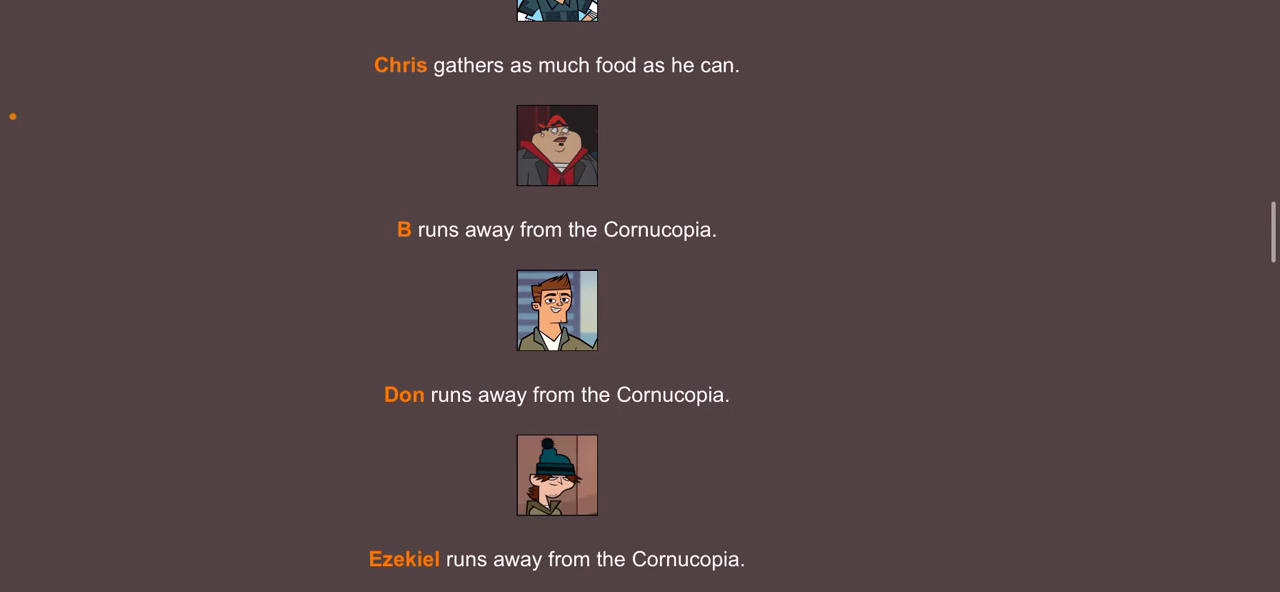 Chris gathers as much food as he can.
B runs away from the Cornucopia.
Don runs away from the Cornucopia.
Ezekiel runs away from the Cornucopia.